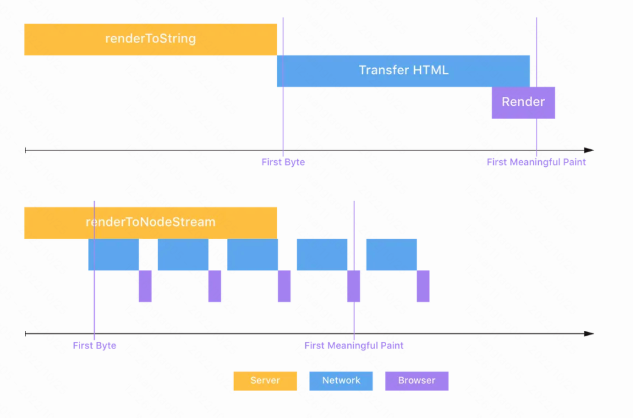 renderToString
Transfer HTML
Render
First Byte
First Meaningful Paint
renderToNodeStream
First Byte
First Meaningful Paint
Server
Network
Browser